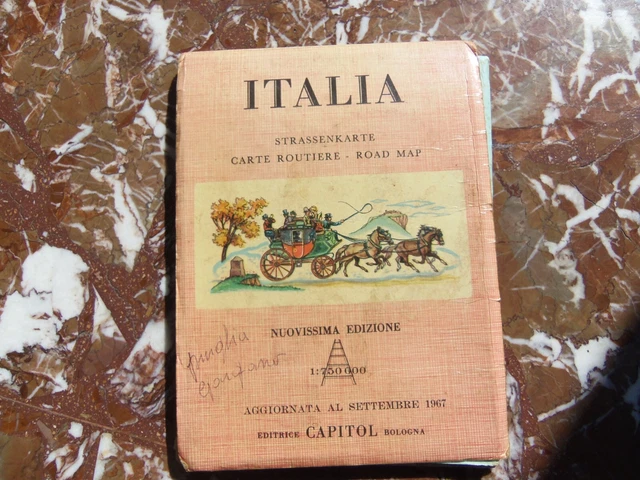 ITALIA
STRASSENKARTE
CARTE ROUTIERE - ROAD MAP
NUOVISSIMA EDIZIONE
1:750 000
AGGIORNATA AL SETTEMBRE 1967
EDITRICE CAPITOL BOLOGNA